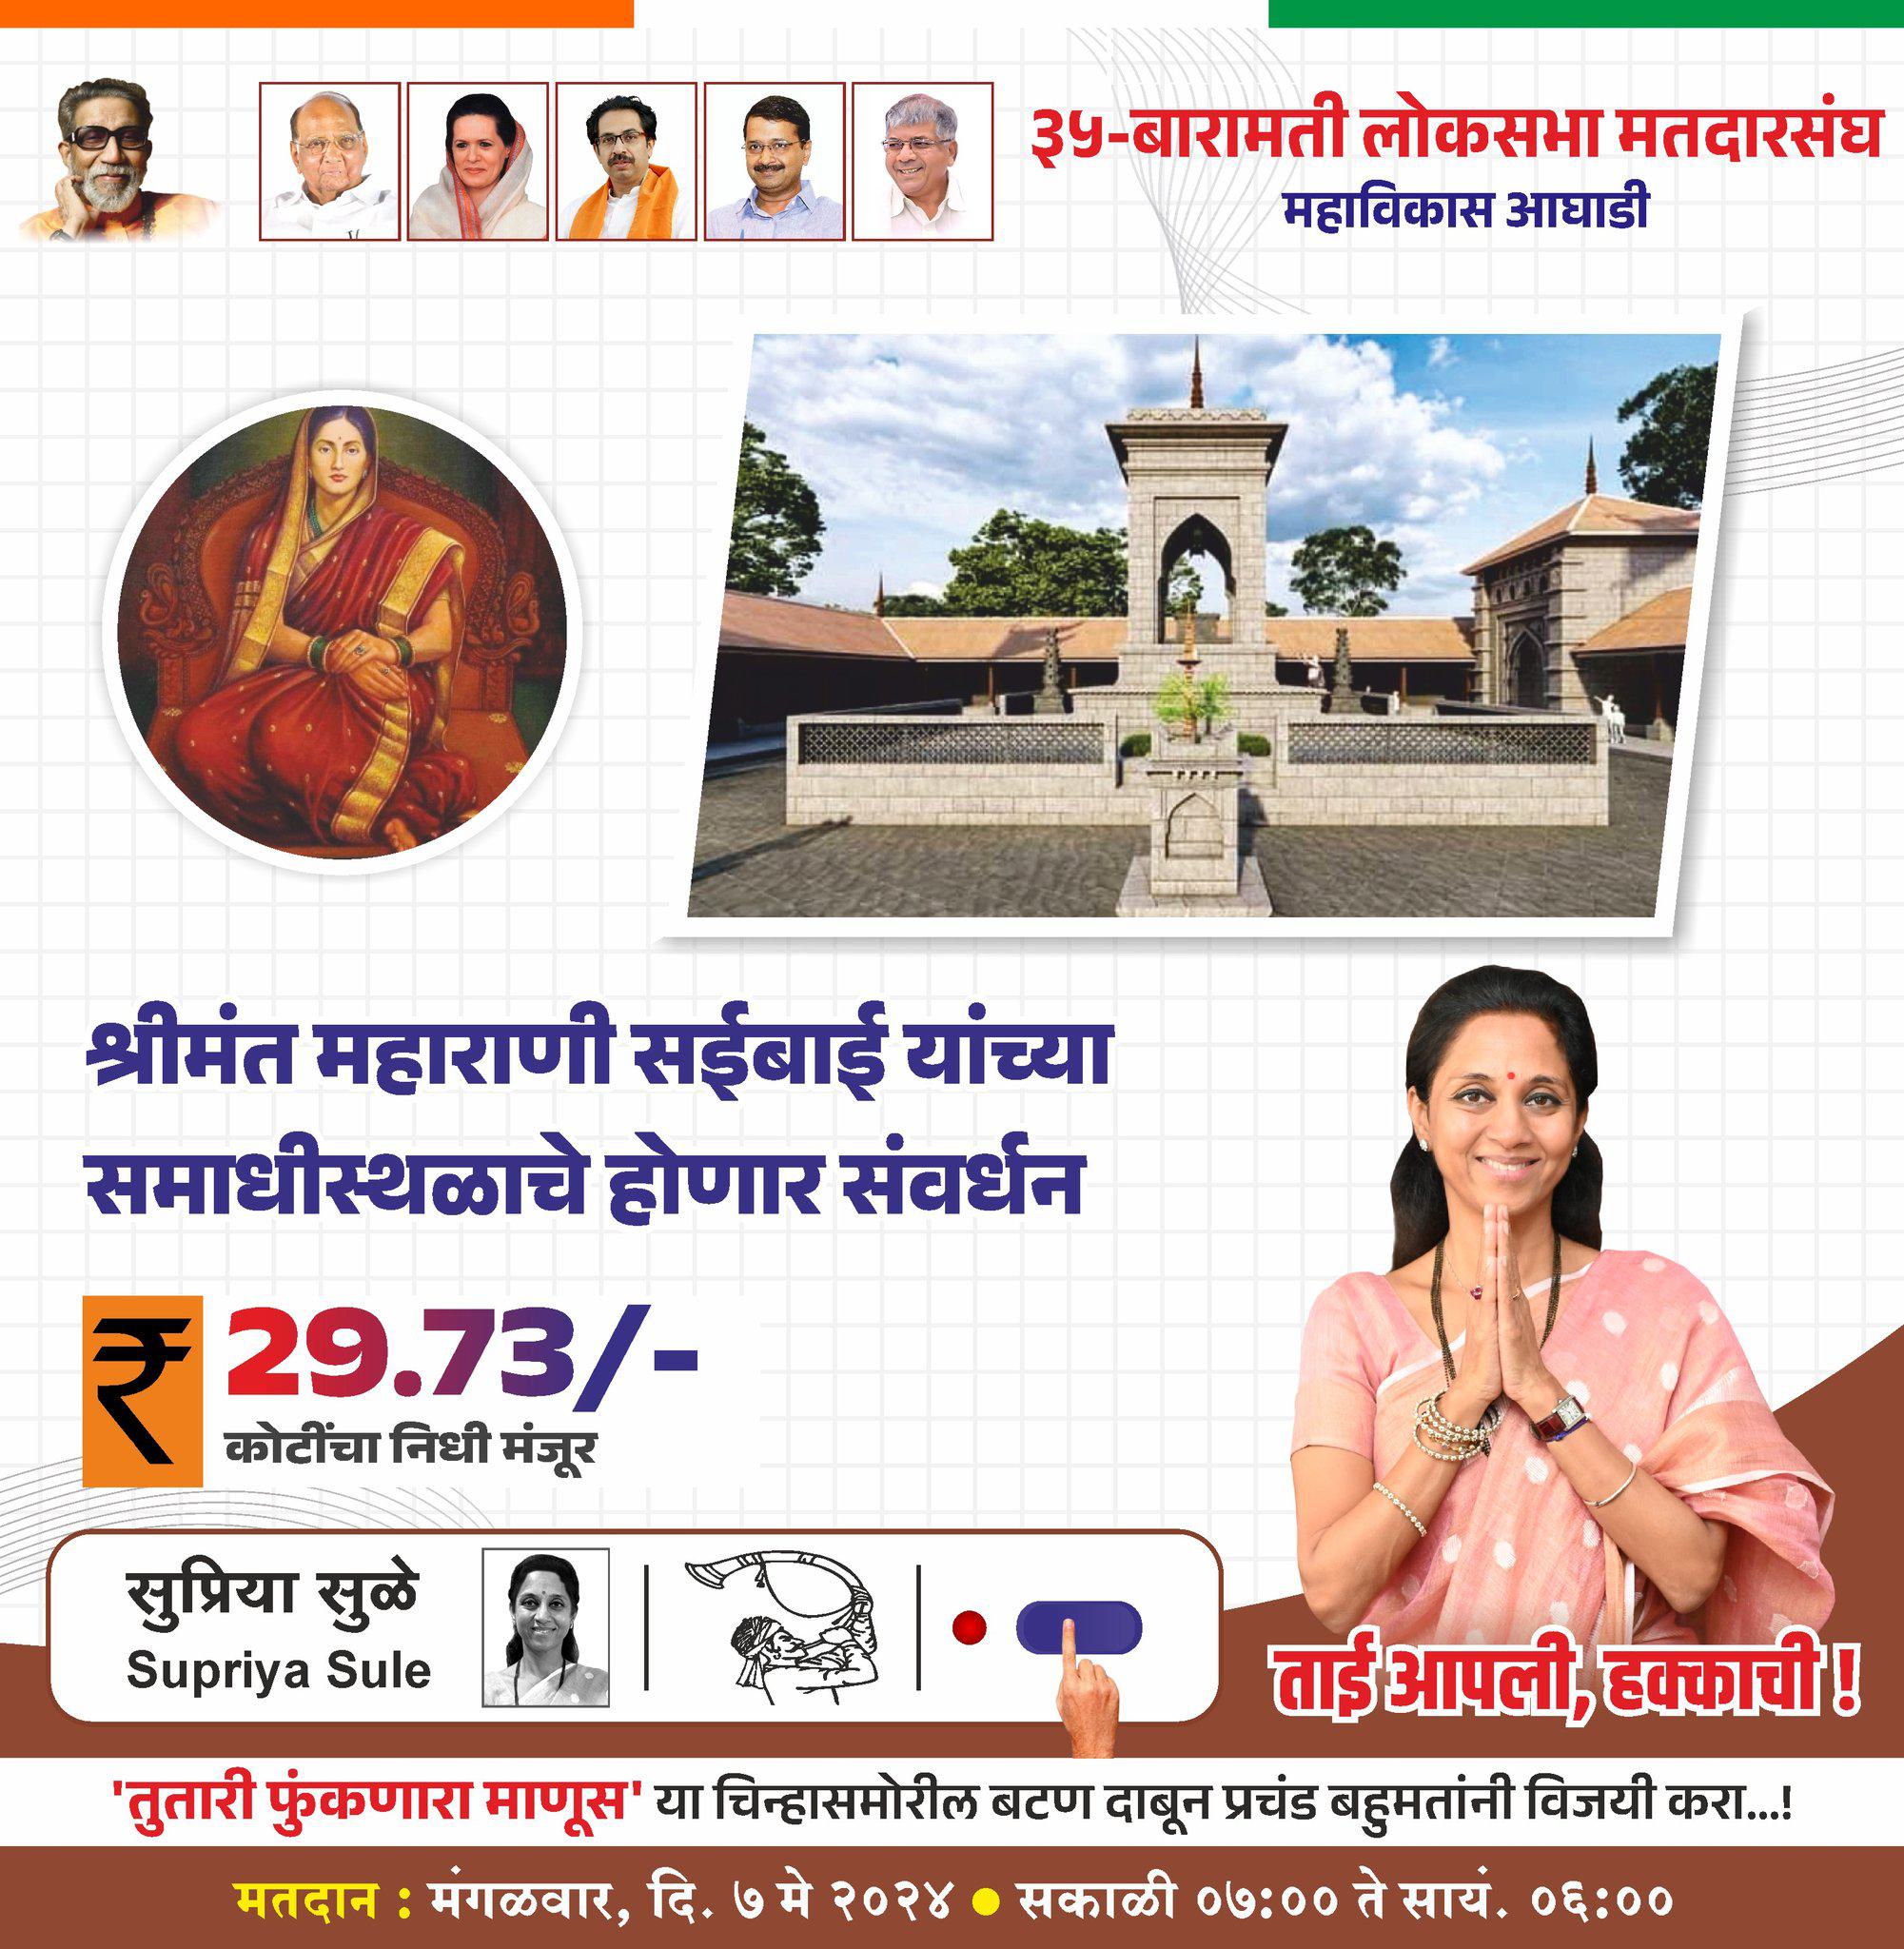 ३५-बारामती लोकसभा मतदारसंघ
महाविकास आघाडी
श्रीमंत महाराणी सईबाई यांच्या
समाधीस्थळाचे होणार संवर्धन
₹ 29.73/-
कोटींचा निधी मंजूर
सुप्रिया सुळे
Supriya Sule
ताई आपली, हक्काची !
'तुतारी फुंकणारा माणूस' या चिन्हासमोरील बटण दाबून प्रचंड बहुमतांनी विजयी करा...!
मतदान : मंगळवार, दि. ७ मे २०२४ ● सकाळी ०७:०० ते सायं. ०६:००